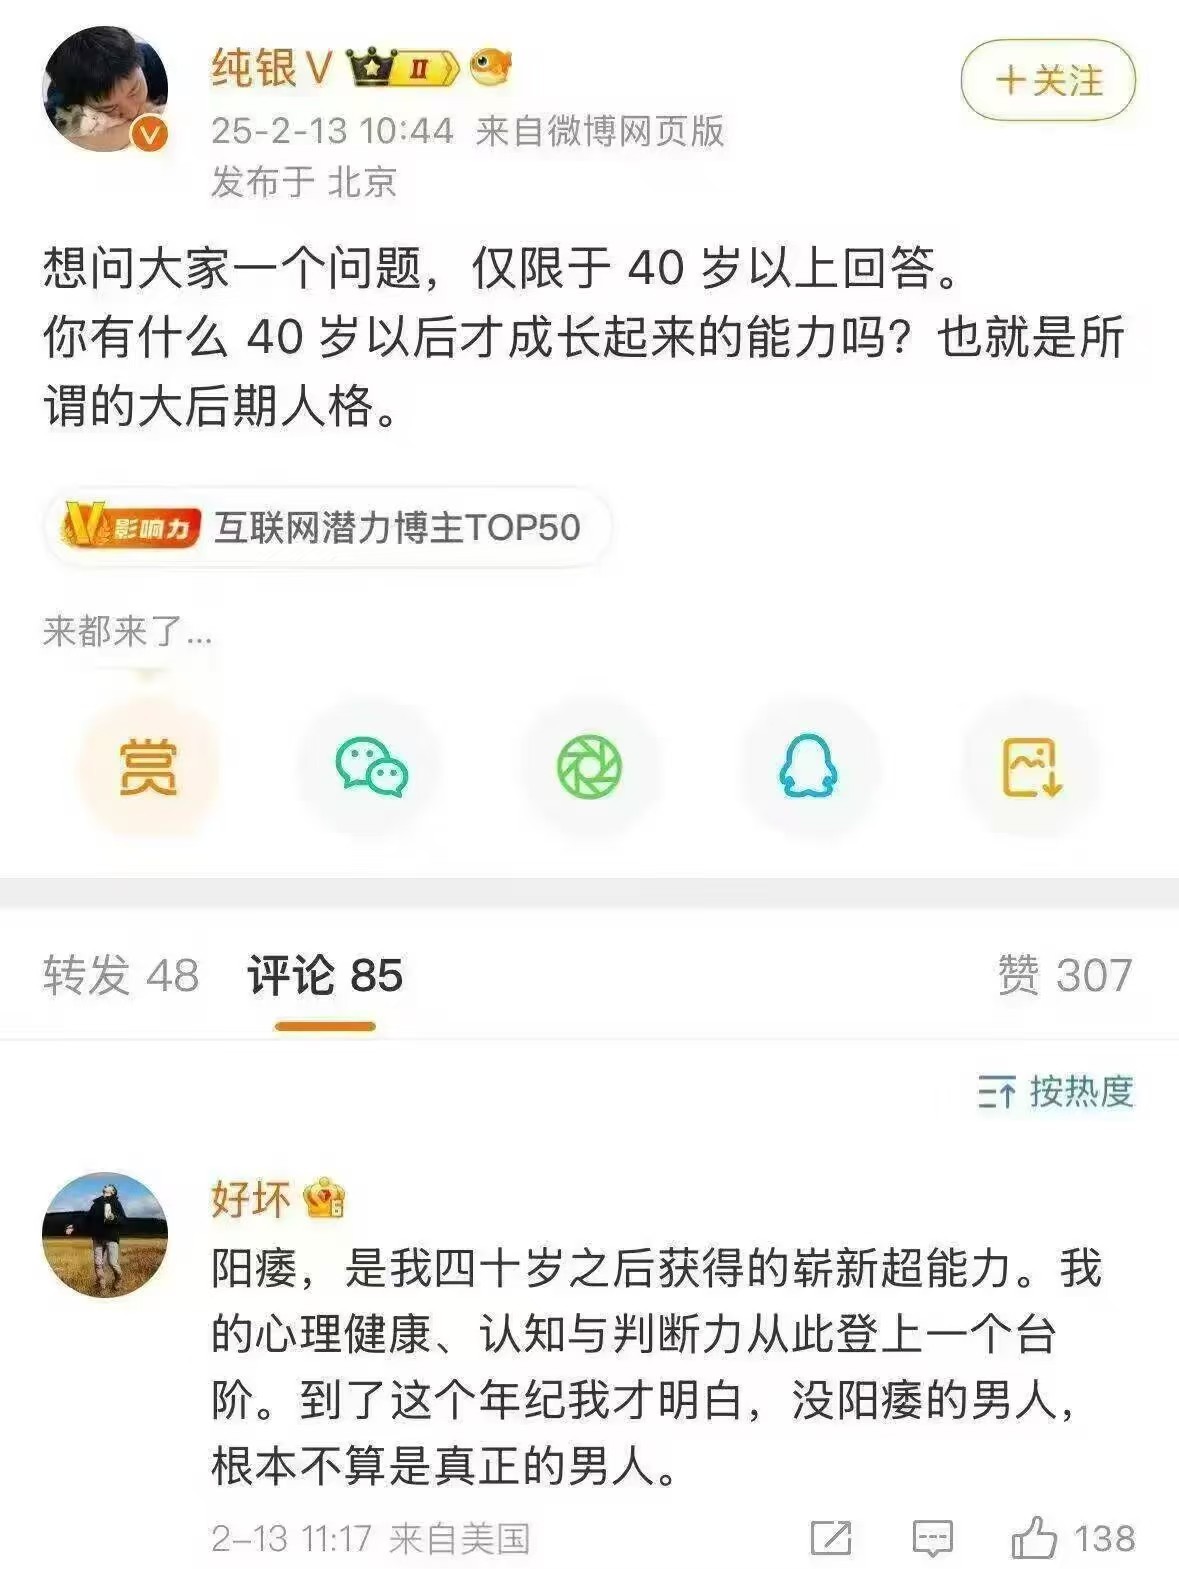 纯银V II
+关注
25-2-13 10:44 来自微博网页版
发布于 北京
想问大家一个问题，仅限于 40 岁以上回答。
你有什么 40 岁以后才成长起来的能力吗？也就是所
谓的大后期人格。
V影响力 互联网潜力博主TOP50
来都来了...
赏
转发 48 评论 85 赞 307
按热度
好坏 6
阳痿，是我四十岁之后获得的崭新超能力。我
的心理健康、认知与判断力从此登上一个台
阶。到了这个年纪我才明白，没阳痿的男人，
根本不算是真正的男人。
2-13 11:17 来自美国 138